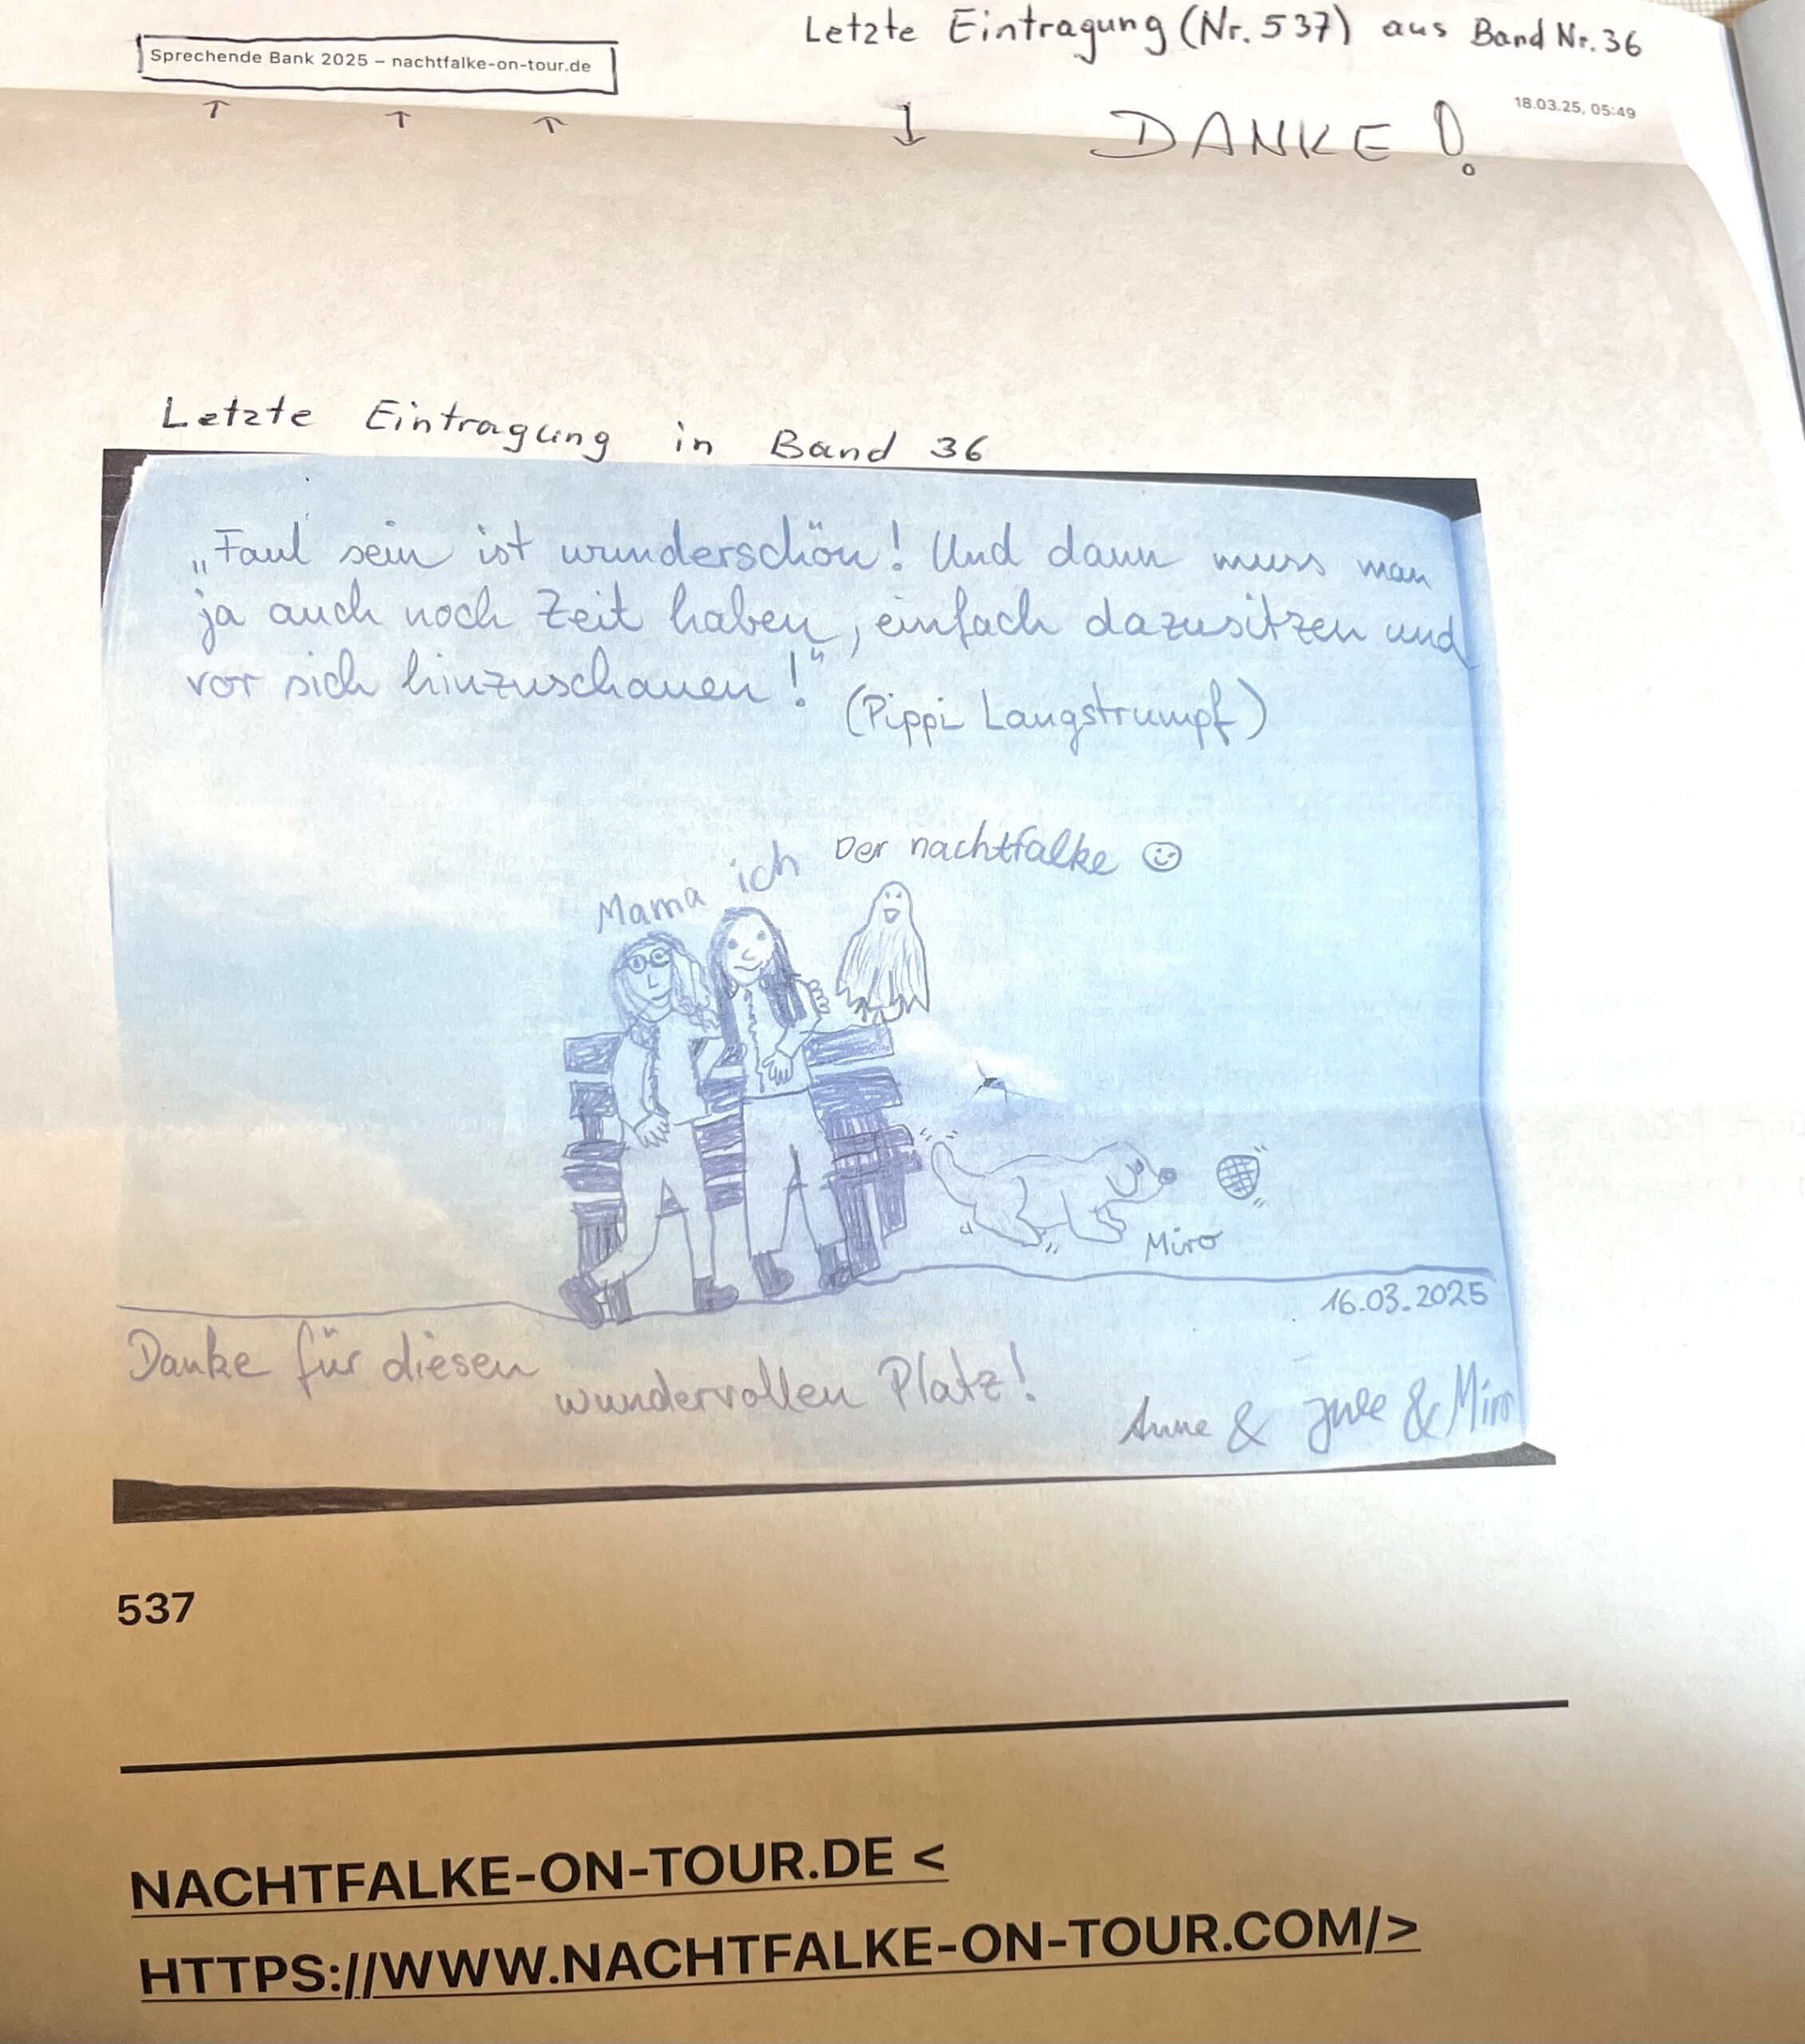 Letzte Eintragung (Nr. 537) aus Band Nr. 36
Sprechende Bank 2025 – nachtfalke-on-tour.de
18.03.25, 05:49
DANKE!
Letzte Eintragung in Band 36
„Faul sein ist wunderschön! Und dann muss man
ja auch noch Zeit haben, einfach dazusitzen und
vor sich hinzuschauen!“
(Pippi Langstrumpf)
Mama ich Der nachtfalke ☺
Miro
16.03.2025
Danke für diesen wundervollen Platz!
Anne & Jule & Miro
537
NACHTFALKE-ON-TOUR.DE <
HTTPS://WWW.NACHTFALKE-ON-TOUR.COM/>